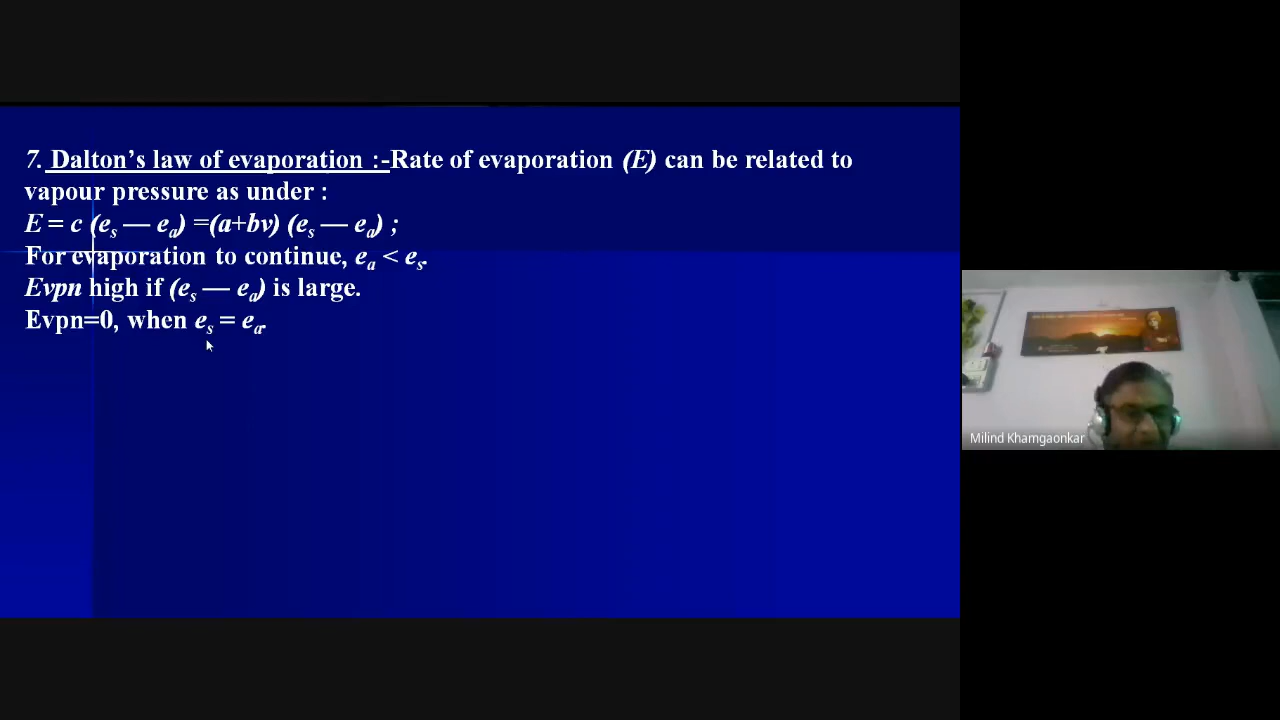 7. Dalton’s law of evaporation :-Rate of evaporation (E) can be related to
vapour pressure as under :
E = c (es — ea) =(a+bv) (es — ea) ;
For evaporation to continue, ea < es.
Evpn high if (es — ea) is large.
Evpn=0, when es = ea.
Milind Khamgaonkar